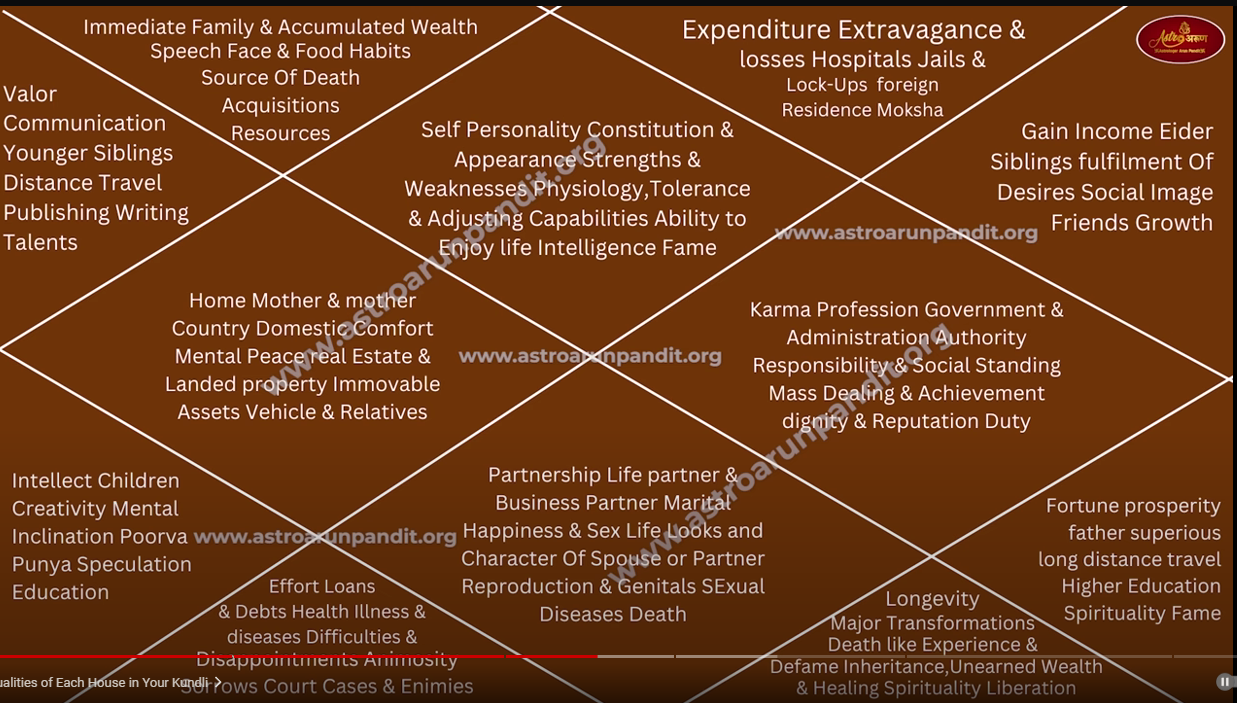 Immediate Family & Accumulated Wealth
Speech Face & Food Habits
Source Of Death
Acquisitions
Resources
Expenditure Extravagance &
losses Hospitals Jails &
Lock-Ups foreign
Residence Moksha
Astro अरुण
Valor
Communication
Younger Siblings
Distance Travel
Publishing Writing
Talents
Self Personality Constitution &
Appearance Strengths &
Weaknesses Physiology,Tolerance
& Adjusting Capabilities Ability to
Enjoy life Intelligence Fame
Gain Income Eider
Siblings fulfilment Of
Desires Social Image
Friends Growth
www.astroarunpandit.org
www.astroarunpandit.org
Home Mother & mother
Country Domestic Comfort
Mental Peace real Estate &
Landed property Immovable
Assets Vehicle & Relatives
www.astroarunpandit.org
Karma Profession Government &
Administration Authority
Responsibility & Social Standing
Mass Dealing & Achievement
dignity & Reputation Duty
www.astroarunpandit.org
Intellect Children
Creativity Mental
Inclination Poorva
Punya Speculation
Education
www.astroarunpandit.org
Partnership Life partner &
Business Partner Marital
Happiness & Sex Life Looks and
Character Of Spouse or Partner
Reproduction & Genitals SExual
Diseases Death
Fortune prosperity
father superious
long distance travel
Higher Education
Spirituality Fame
Effort Loans
& Debts Health Illness &
diseases Difficulties &
Disappointments Animosity
Sorrows Court Cases & Enimies
Longevity
Major Transformations
Death like Experience &
Defame Inheritance,Unearned Wealth
& Healing Spirituality Liberation
ualities of Each House in Your Kundli